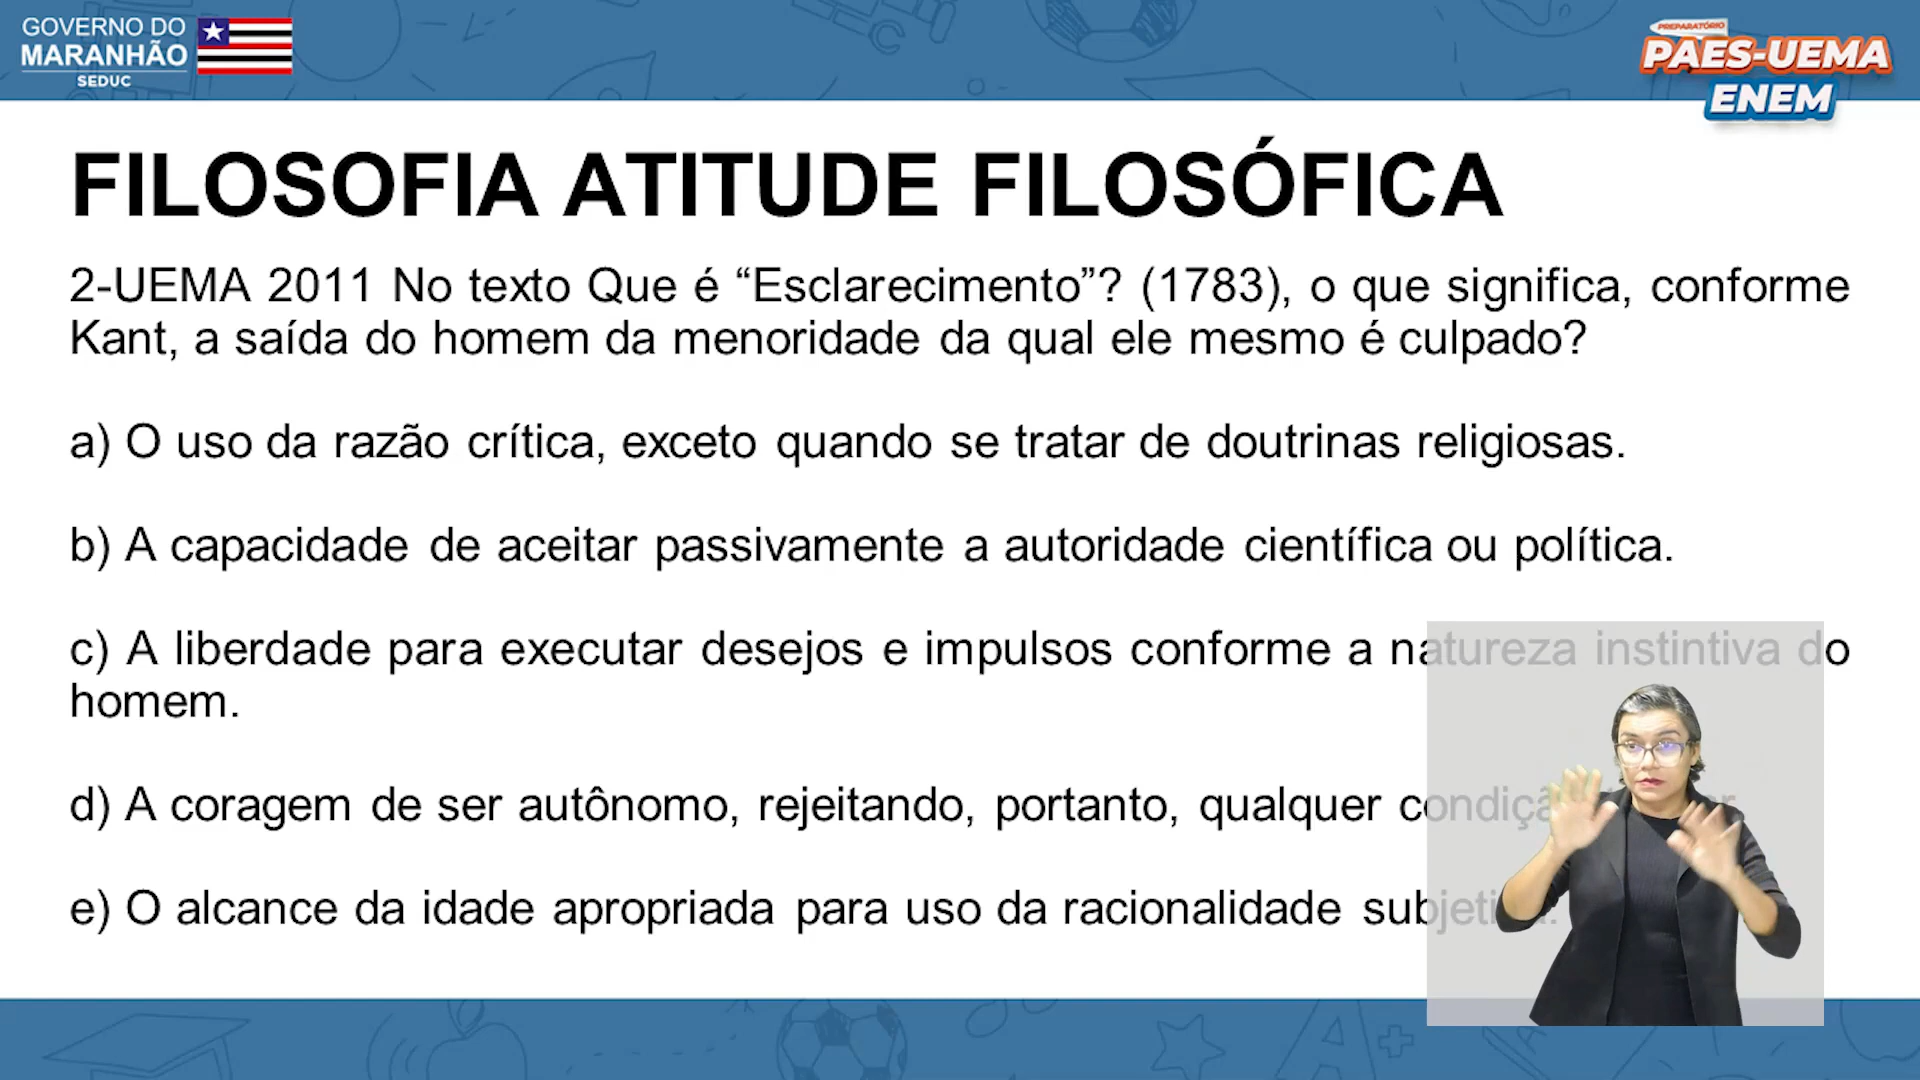 GOVERNO DO
MARANHÃO
SEDUC
PREPARATÓRIO
PAES-UEMA
ENEM
FILOSOFIA ATITUDE FILOSÓFICA
2-UEMA 2011 No texto Que é “Esclarecimento”? (1783), o que significa, conforme
Kant, a saída do homem da menoridade da qual ele mesmo é culpado?
a) O uso da razão crítica, exceto quando se tratar de doutrinas religiosas.
b) A capacidade de aceitar passivamente a autoridade científica ou política.
c) A liberdade para executar desejos e impulsos conforme a natureza instintiva do
homem.
d) A coragem de ser autônomo, rejeitando, portanto, qualquer
e) O alcance da idade apropriada para uso da racionalidade
A+